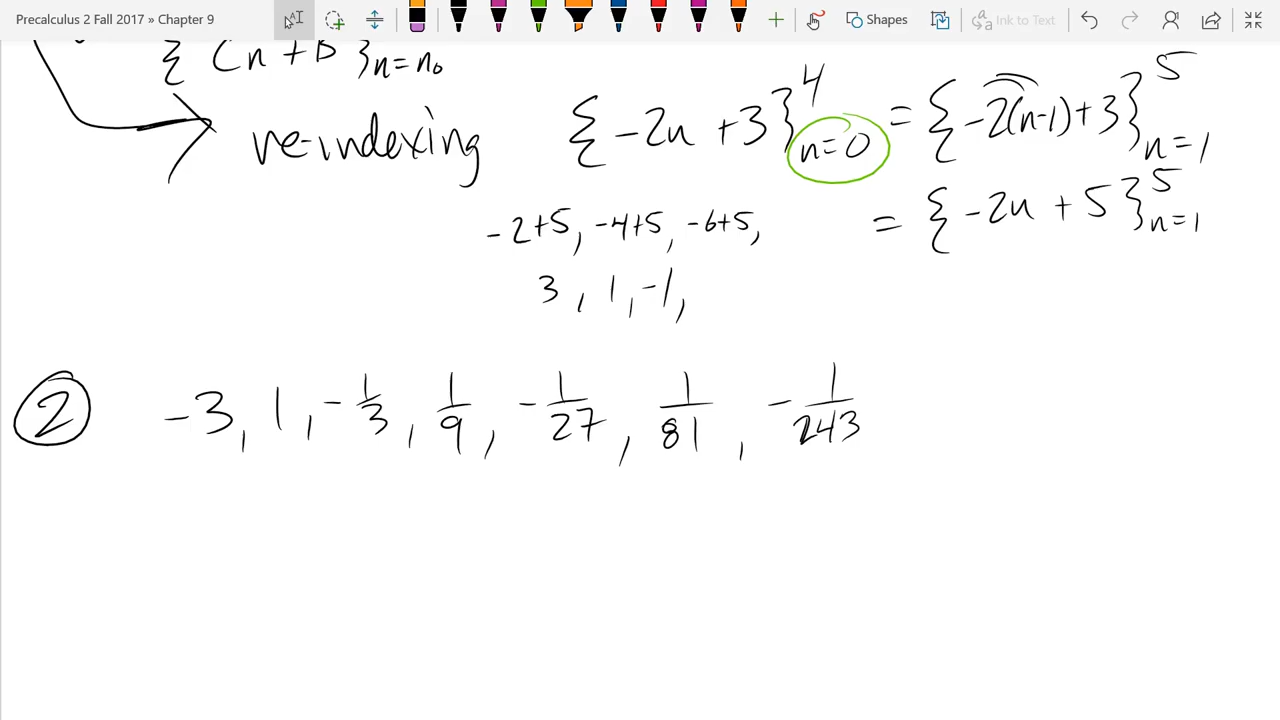 Precalculus 2 Fall 2017 » Chapter 9
Shapes
Ink to Text
{ Cn + D }n=n₀
re-indexing {-2n +3}⁴n=0 = {-2(n-1)+3}⁵n=1
-2+5, -4+5, -6+5, = {-2n + 5}⁵n=1
3, 1, -1,
② -3, 1, -1/3, 1/9, -1/27, 1/81, -1/243